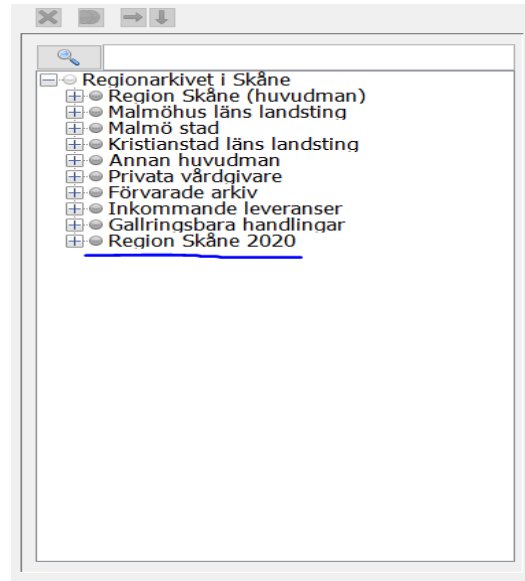 Regionarkivet i Skåne
Region Skåne (huvudman)
Malmöhus läns landsting
Malmö stad
Kristianstad läns landsting
Annan huvudman
Privata vårdgivare
Förvarade arkiv
Inkommande leveranser
Gallringsbara handlingar
Region Skåne 2020